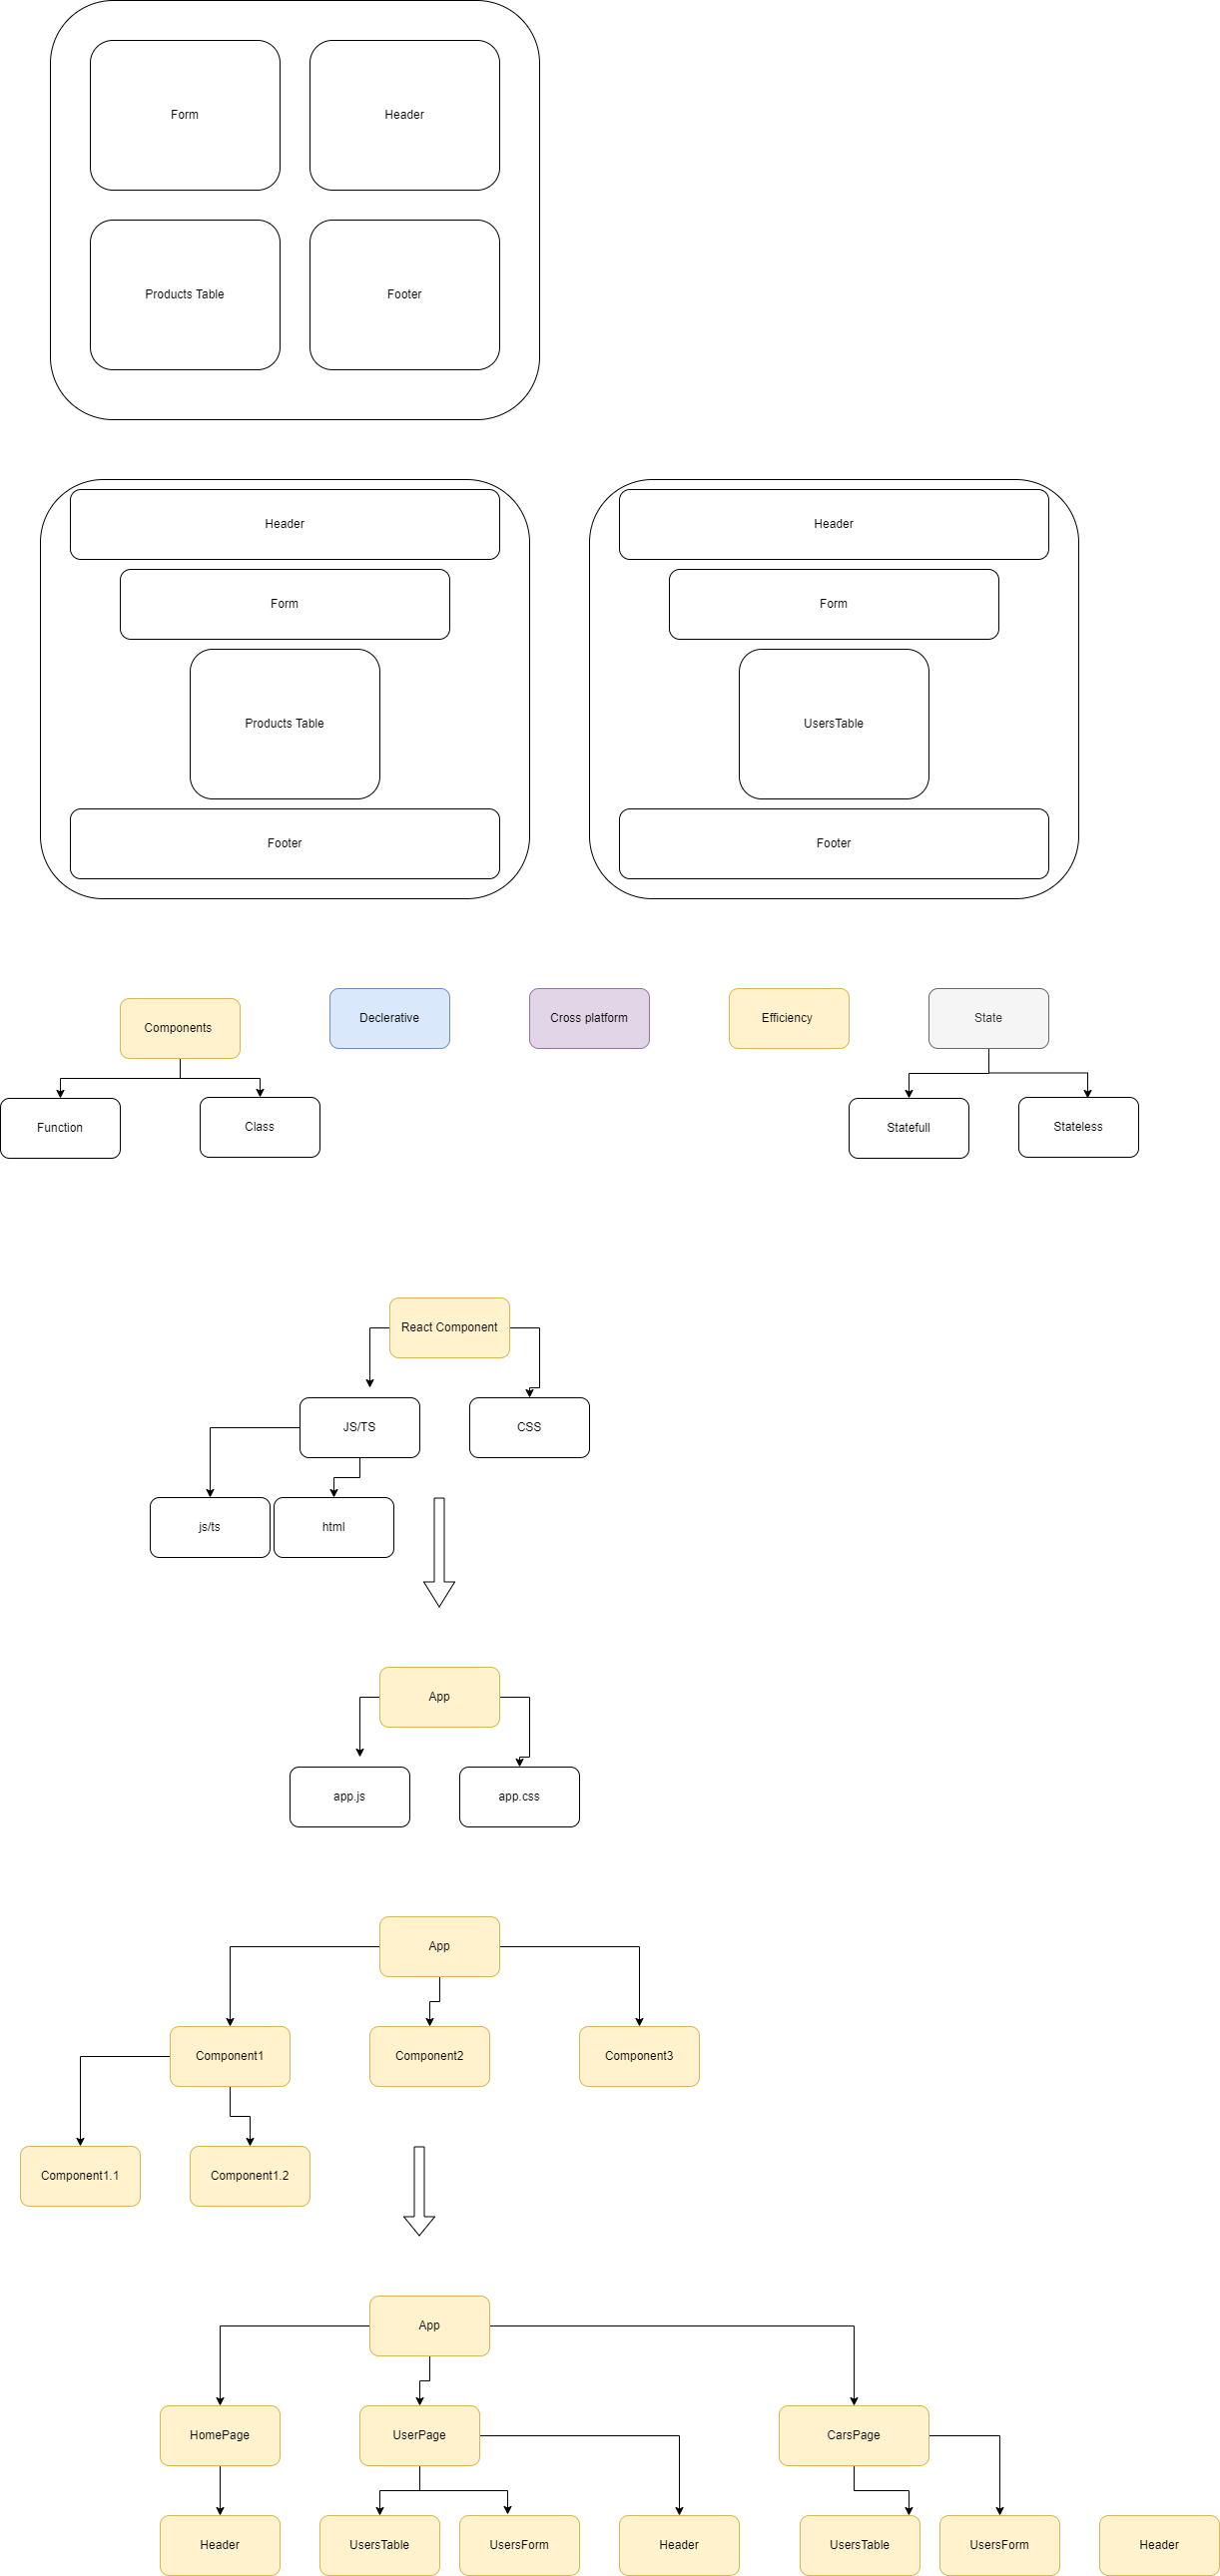 Form
Header
Products Table
Footer
Header
Header
Form
Form
Products Table
UsersTable
Footer
Footer
Components
Declerative
Cross platform
Efficiency
State
Function
Class
Statefull
Stateless
React Component
JS/TS
CSS
js/ts
html
App
app.js
app.css
App
Component1
Component2
Component3
Component1.1
Component1.2
App
HomePage
UserPage
CarsPage
Header
UsersTable
UsersForm
Header
UsersTable
UsersForm
Header